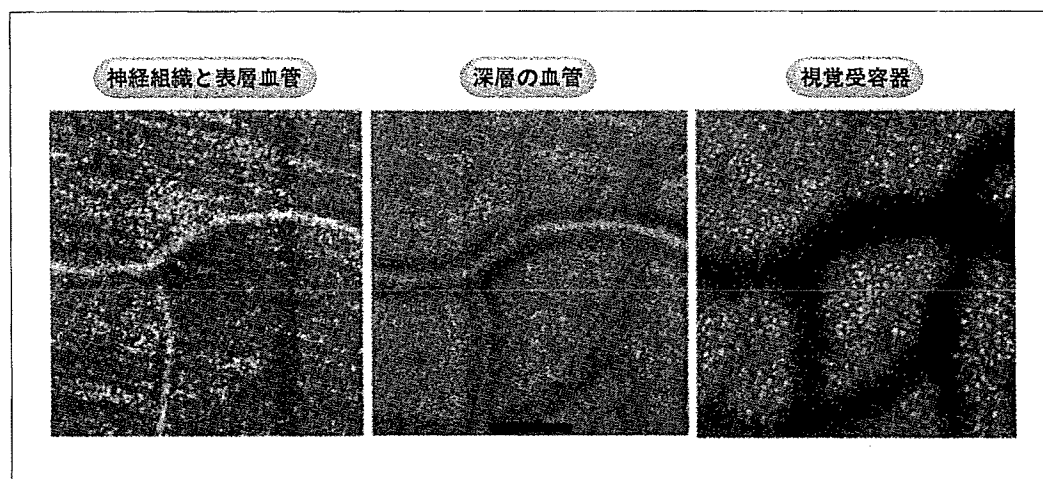 神経組織と表層血管
深層の血管
視覚受容器